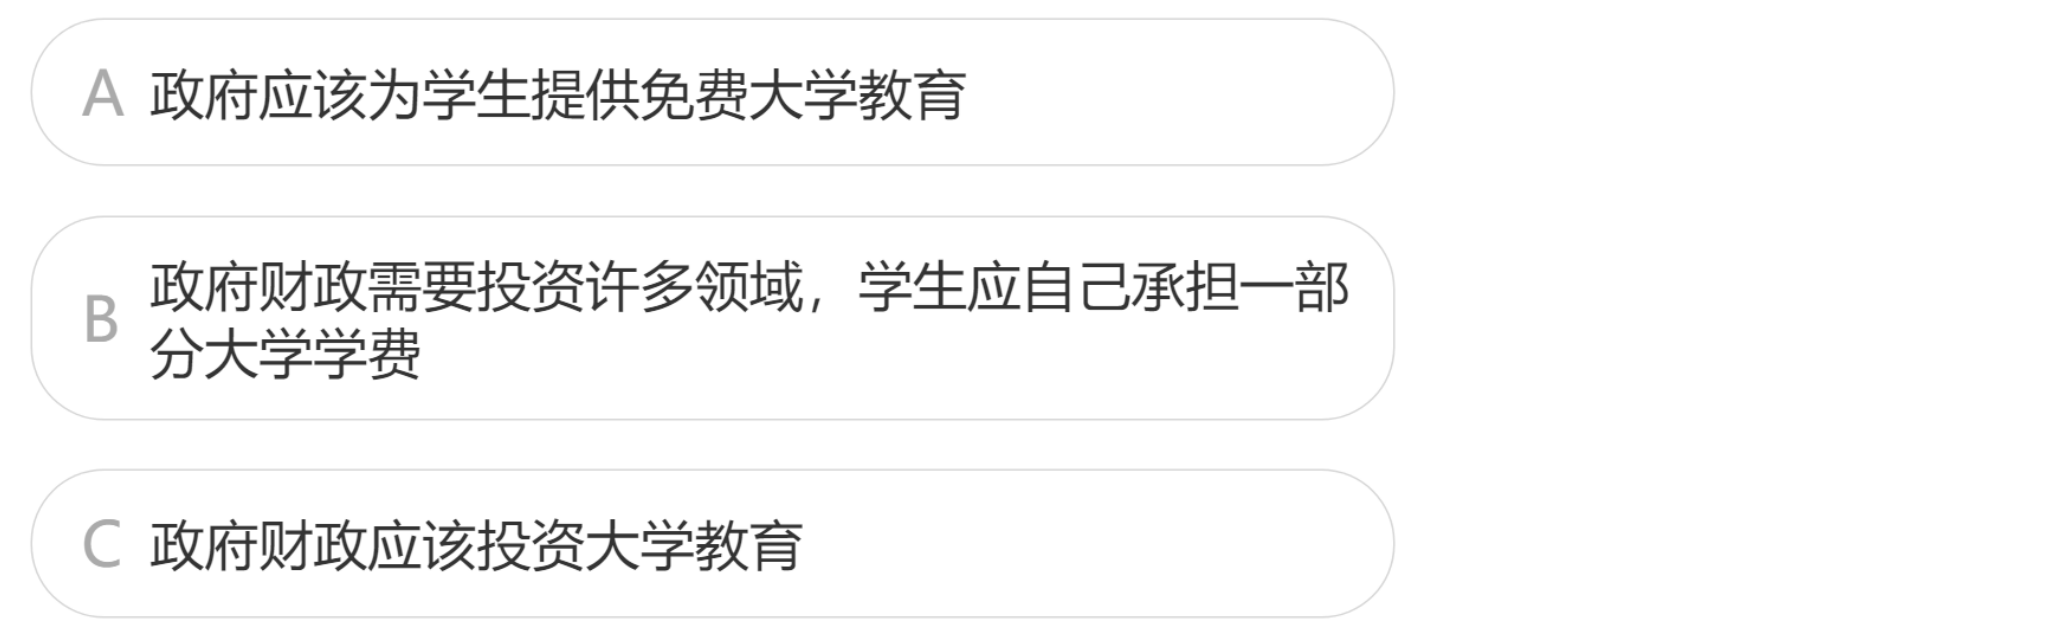 A 政府应该为学生提供免费大学教育
B 政府财政需要投资许多领域，学生应自己承担一部
分大学学费
C 政府财政应该投资大学教育